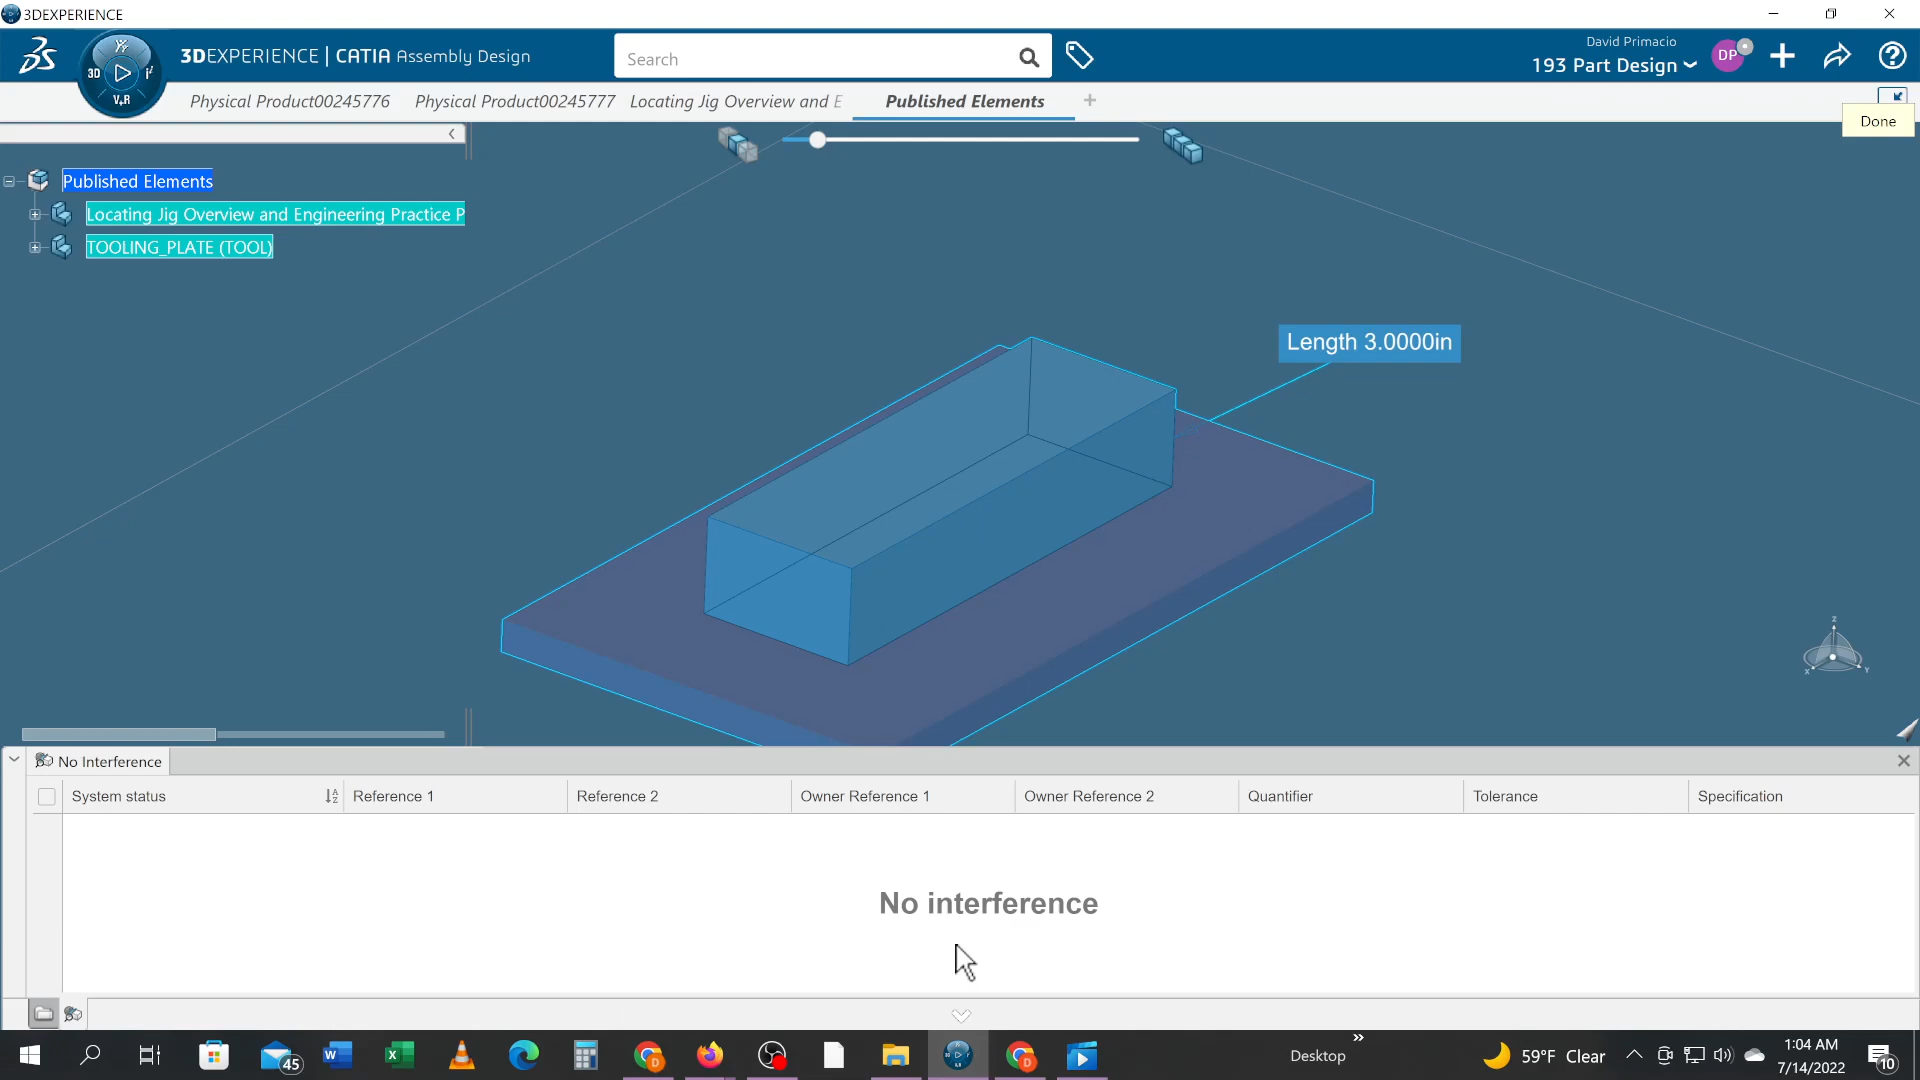 3DEXPERIENCE
3DEXPERIENCE | CATIA Assembly Design
3D
V+R
Search
David Primacio
193 Part Design
DP
Physical Product00245776
Physical Product00245777
Locating Jig Overview and E
Published Elements
Done
Published Elements
Locating Jig Overview and Engineering Practice P
TOOLING_PLATE (TOOL)
Length 3.0000in
z
x
Y
No Interference
System status
Reference 1
Reference 2
Owner Reference 1
Owner Reference 2
Quantifier
Tolerance
Specification
No interference
45
Desktop
59°F Clear
1:04 AM
7/14/2022
10